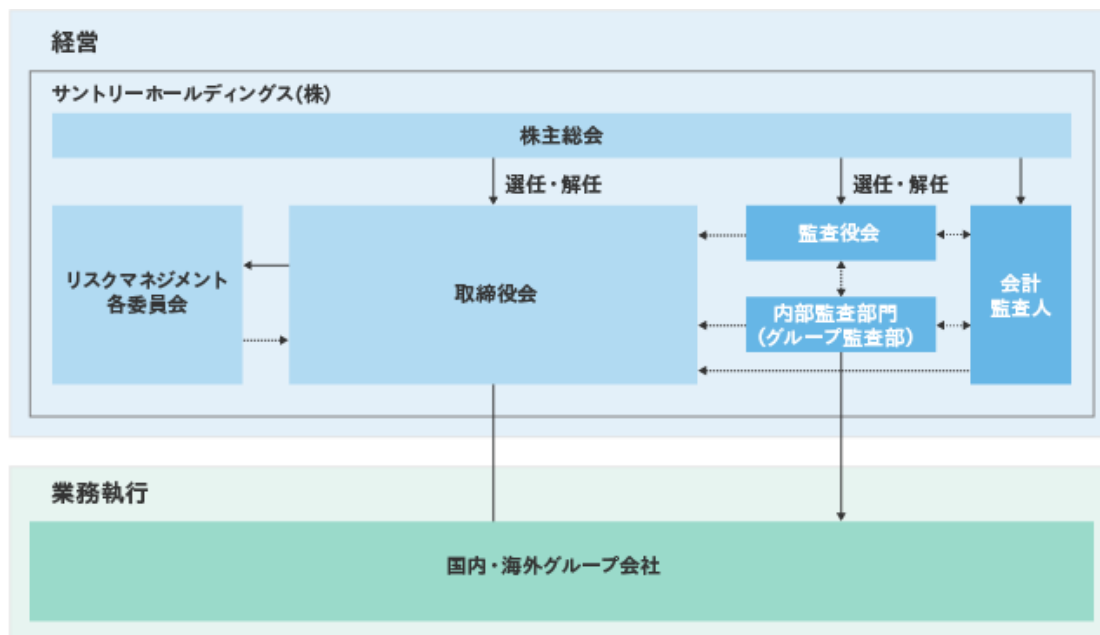 経営
サントリーホールディングス(株)
株主総会
選任・解任
選任・解任
リスクマネジメント
各委員会
取締役会
監査役会
内部監査部門
(グループ監査部)
会計
監査人
業務執行
国内・海外グループ会社